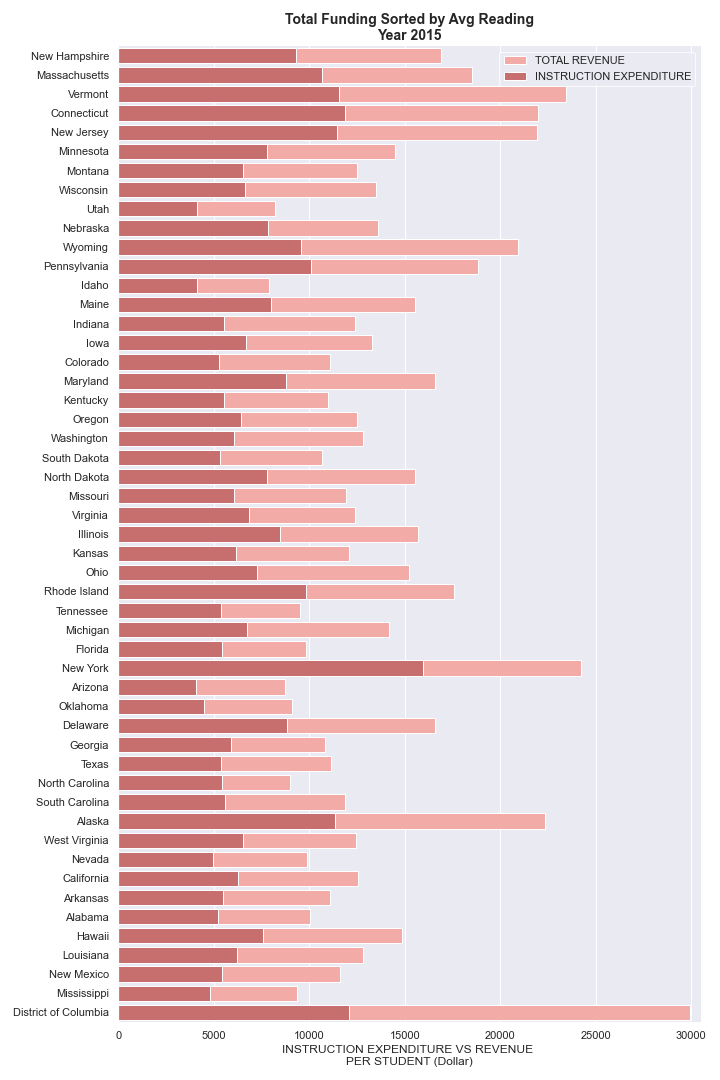 Total Funding Sorted by Avg Reading
Year 2015
TOTAL REVENUE
INSTRUCTION EXPENDITURE
New Hampshire
Massachusetts
Vermont
Connecticut
New Jersey
Minnesota
Montana
Wisconsin
Utah
Nebraska
Wyoming
Pennsylvania
Idaho
Maine
Indiana
Iowa
Colorado
Maryland
Kentucky
Oregon
Washington
South Dakota
North Dakota
Missouri
Virginia
Illinois
Kansas
Ohio
Rhode Island
Tennessee
Michigan
Florida
New York
Arizona
Oklahoma
Delaware
Georgia
Texas
North Carolina
South Carolina
Alaska
West Virginia
Nevada
California
Arkansas
Alabama
Hawaii
Louisiana
New Mexico
Mississippi
District of Columbia
0 5000 10000 15000 20000 25000 30000
INSTRUCTION EXPENDITURE VS REVENUE
PER STUDENT (Dollar)